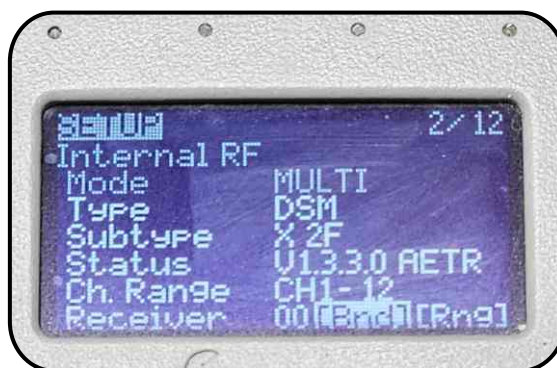 SETUP 2/12
Internal RF
Mode MULTI
Type DSM
Subtype X 2F
Status V1.3.3.0 AETR
Ch. Range CH1-12
Receiver 00 [Bnd] [Rng]